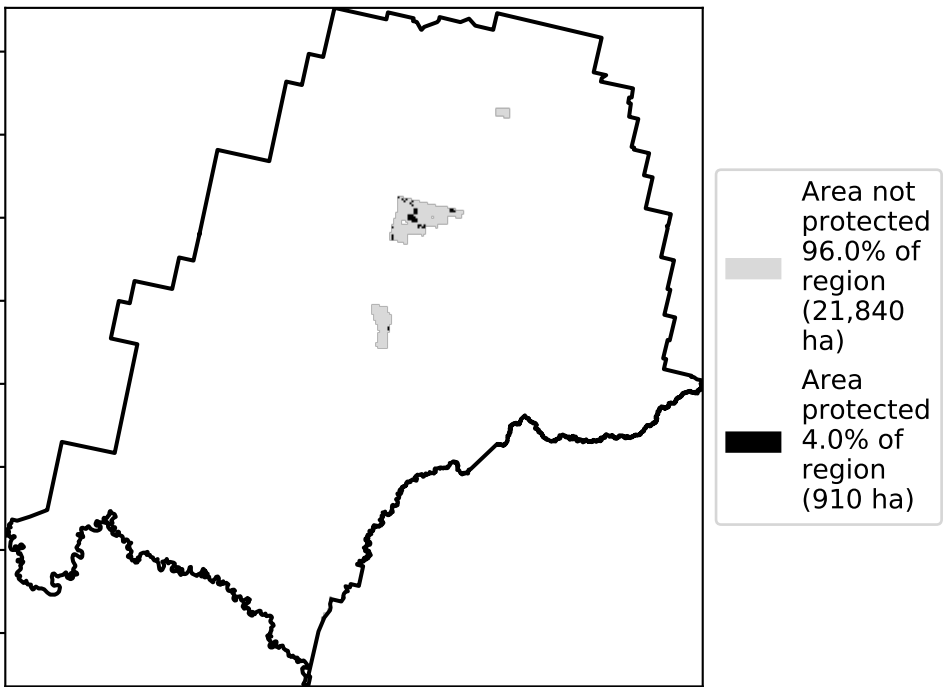 Area not
protected
96.0% of
region
(21,840
ha)
Area
protected
4.0% of
region
(910 ha)